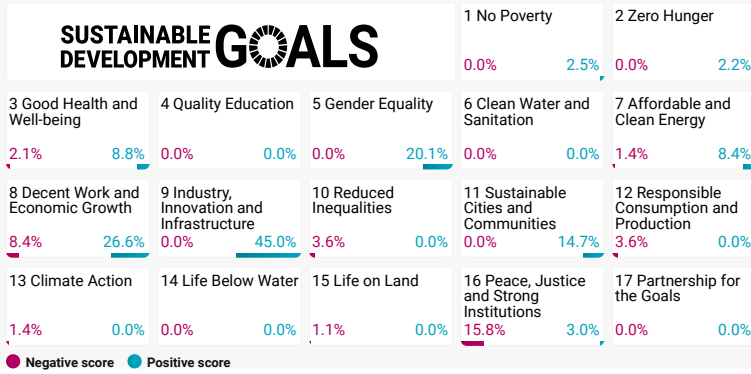 SUSTAINABLE
DEVELOPMENT GOALS
1 No Poverty
0.0% 2.5%
2 Zero Hunger
0.0% 2.2%
3 Good Health and
Well-being
2.1% 8.8%
4 Quality Education
0.0% 0.0%
5 Gender Equality
0.0% 20.1%
6 Clean Water and
Sanitation
0.0% 0.0%
7 Affordable and
Clean Energy
1.4% 8.4%
8 Decent Work and
Economic Growth
8.4% 26.6%
9 Industry,
Innovation and
Infrastructure
0.0% 45.0%
10 Reduced
Inequalities
3.6% 0.0%
11 Sustainable
Cities and
Communities
0.0% 14.7%
12 Responsible
Consumption and
Production
3.6% 0.0%
13 Climate Action
1.4% 0.0%
14 Life Below Water
0.0% 0.0%
15 Life on Land
1.1% 0.0%
16 Peace, Justice
and Strong
Institutions
15.8% 3.0%
17 Partnership for
the Goals
0.0% 0.0%
Negative score Positive score